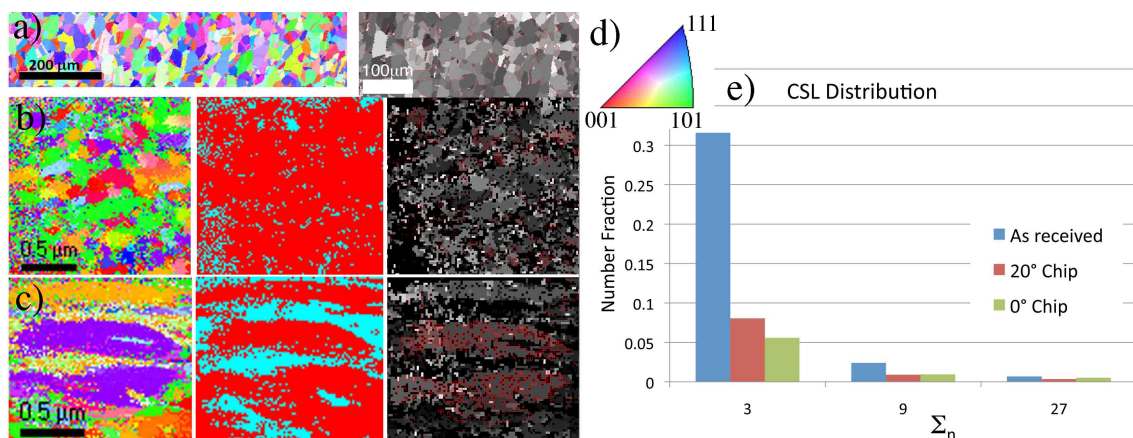 a)
200 µm
100µm
b)
0.5 µm
c)
0.5 µm
d)
111
001
101
e)
CSL Distribution
Number Fraction
0.3
0.25
0.2
0.15
0.1
0.05
0
3
9
27
Σn
As received
20° Chip
0° Chip